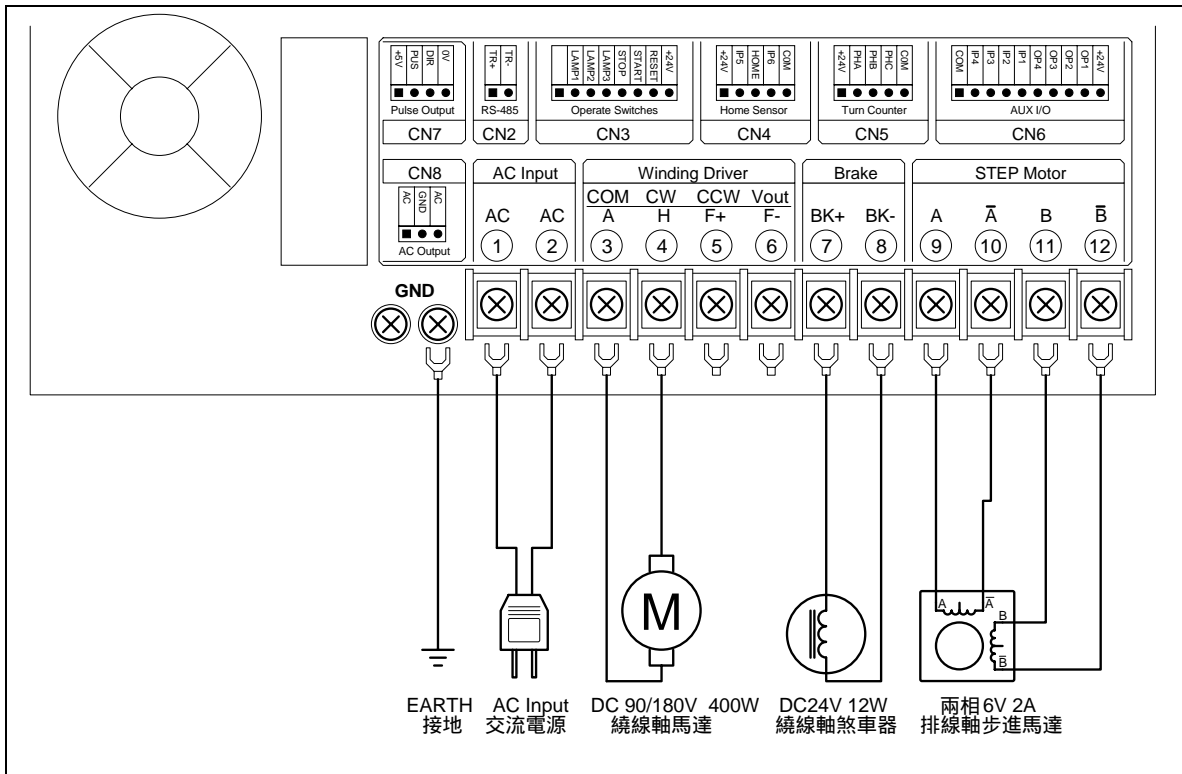 +5V PUS DIR 0V
Pulse Output
CN7
TR+ TR-
RS-485
CN2
LAMP1 LAMP2 LAMP3 STOP START RESET +24V
Operate Switches
CN3
+24V IP5 HOME IP6 COM
Home Sensor
CN4
+24V PHA PHB PHC COM
Turn Counter
CN5
COM IP4 IP3 IP2 IP1 OP4 OP3 OP2 OP1 +24V
AUX I/O
CN6
CN8
AC GND AC
AC Output
AC Input
AC AC
1 2
Winding Driver
COM CW CCW Vout
A H F+ F-
3 4 5 6
Brake
BK+ BK-
7 8
STEP Motor
A A̅ B B̅
9 10 11 12
GND
M
A A̅
B
B̅
EARTH
接地
AC Input
交流電源
DC 90/180V 400W
繞線軸馬達
DC24V 12W
繞線軸煞車器
兩相 6V 2A
排線軸步進馬達